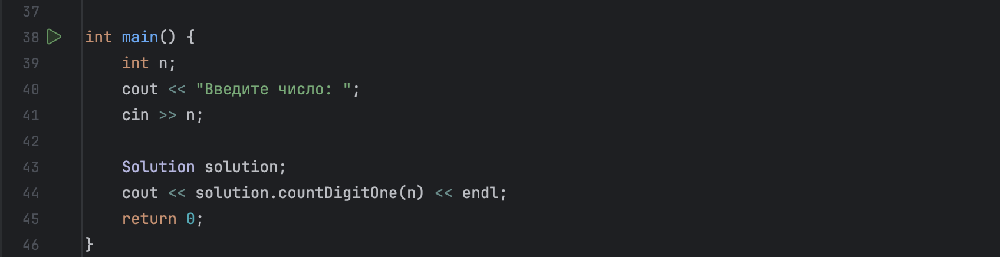 37
38 int main() {
39     int n;
40     cout << "Введите число: ";
41     cin >> n;
42
43     Solution solution;
44     cout << solution.countDigitOne(n) << endl;
45     return 0;
46 }